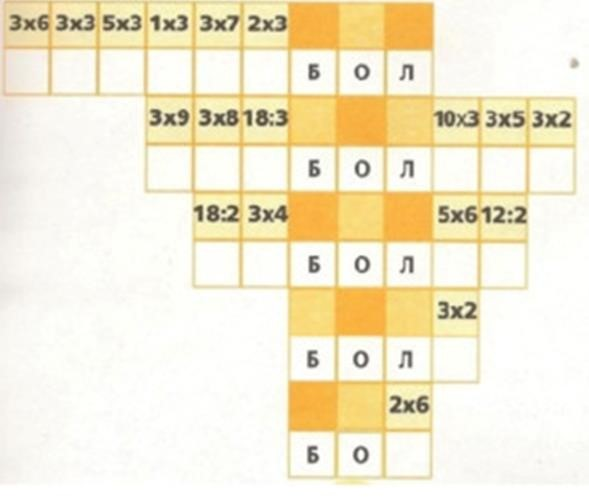 3x6 3x3 5x3 1x3 3x7 2x3
Б О Л
3x9 3x8 18:3 10x3 3x5 3x2
Б О Л
18:2 3x4 5x6 12:2
Б О Л
3x2
Б О Л
2x6
Б О